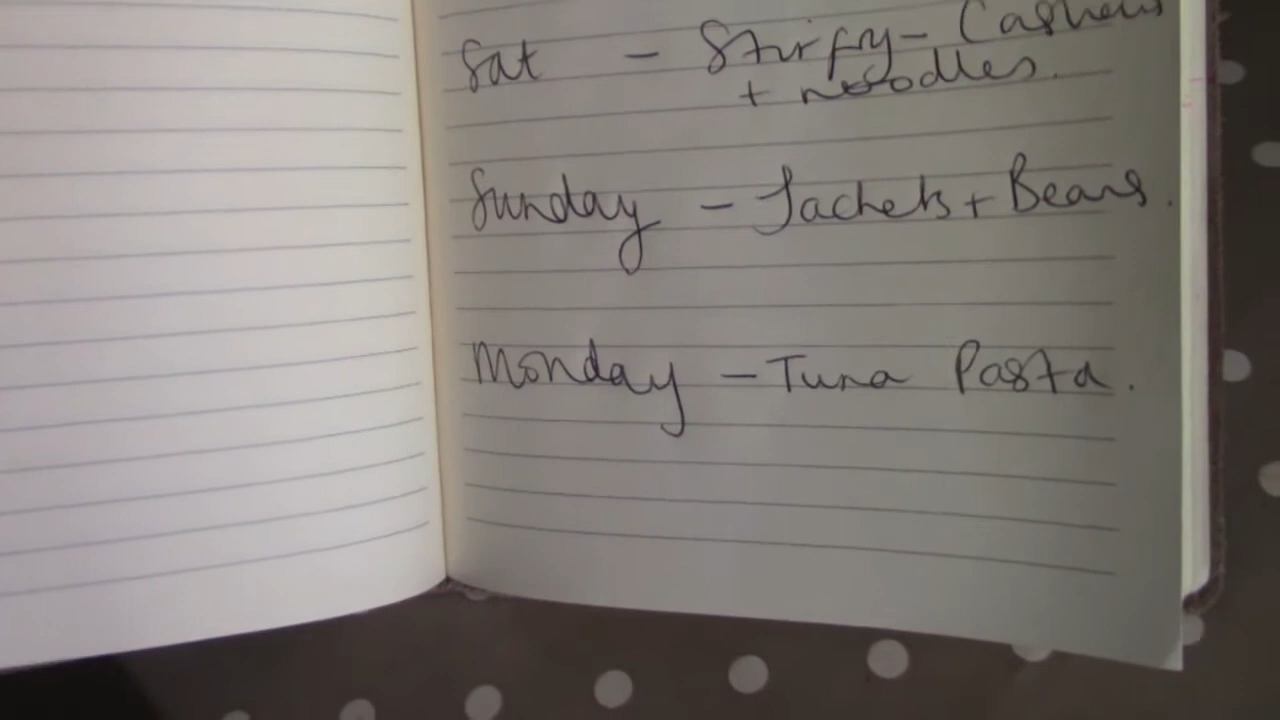 Sat - Stirfry - Cashews
+ noodles.
Sunday - Jackets + Beans.
Monday - Tuna Pasta.